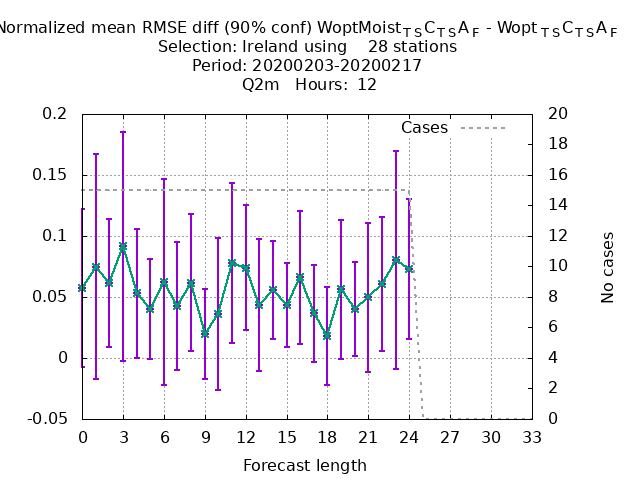 Normalized mean RMSE diff (90% conf) WoptMoist T S C T S A F - Wopt T S C T S A F
Selection: Ireland using 28 stations
Period: 20200203-20200217
Q2m Hours: 12
Cases
0.2
0.15
0.1
0.05
0
-0.05
20
18
16
14
12
10
8
6
4
2
0
No cases
0 3 6 9 12 15 18 21 24 27 30 33
Forecast length